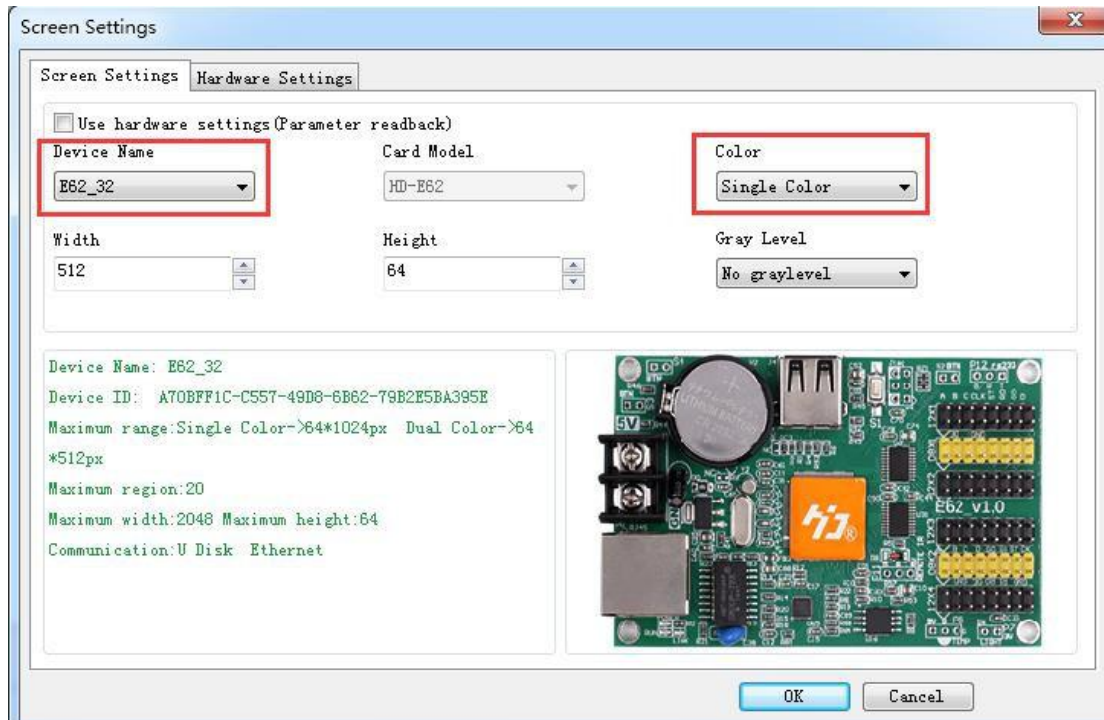 Screen Settings
Screen Settings
Hardware Settings
Use hardware settings(Parameter readback)
Device Name
Card Model
Color
E62_32
HD-E62
Single Color
Width
Height
Gray Level
512
64
No graylevel
Device Name: E62_32
Device ID: A70BFF1C-C557-49D8-6B62-79B2E5BA395E
Maximum range:Single Color->64*1024px Dual Color->64
*512px
Maximum region:20
Maximum width:2048 Maximum height:64
Communication:U Disk Ethernet
5V
S1
E62 V1.0
OK
Cancel